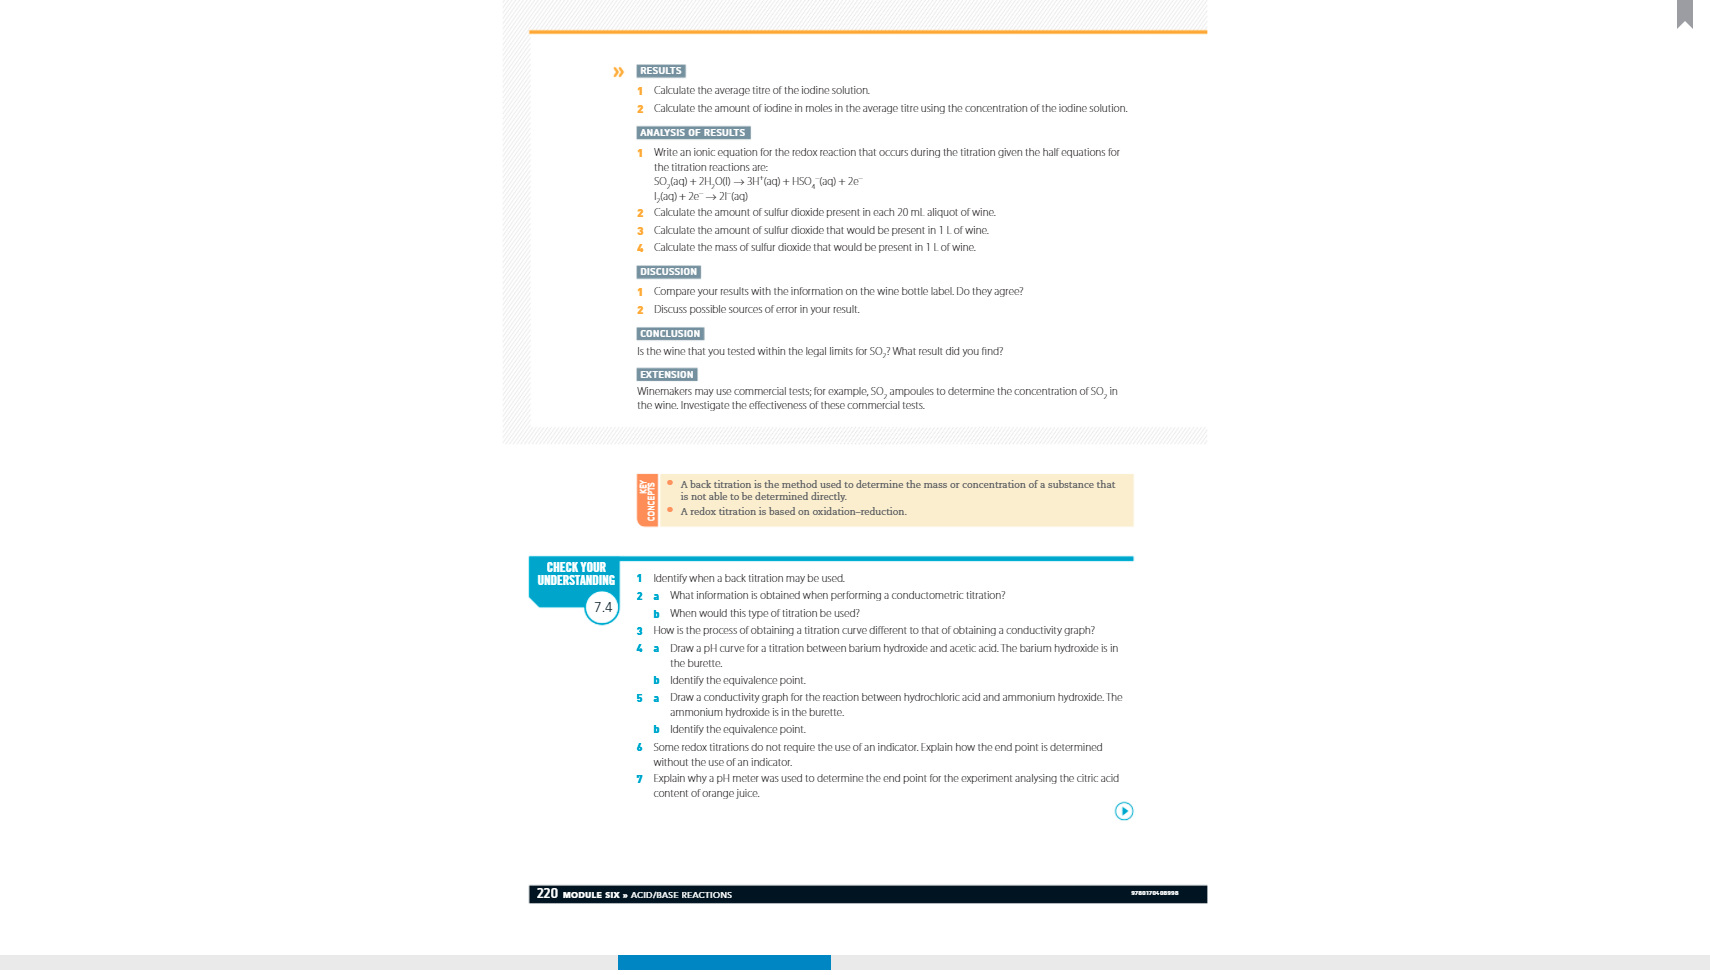 » RESULTS
1 Calculate the average titre of the iodine solution.
2 Calculate the amount of iodine in moles in the average titre using the concentration of the iodine solution.
ANALYSIS OF RESULTS
1 Write an ionic equation for the redox reaction that occurs during the titration given the half equations for
the titration reactions are:
SO₂(aq) + 2H₂O(l) → 3H⁺(aq) + HSO₄⁻(aq) + 2e⁻
I₂(aq) + 2e⁻ → 2I⁻(aq)
2 Calculate the amount of sulfur dioxide present in each 20 mL aliquot of wine.
3 Calculate the amount of sulfur dioxide that would be present in 1 L of wine.
4 Calculate the mass of sulfur dioxide that would be present in 1 L of wine.
DISCUSSION
1 Compare your results with the information on the wine bottle label. Do they agree?
2 Discuss possible sources of error in your result.
CONCLUSION
Is the wine that you tested within the legal limits for SO₂? What result did you find?
EXTENSION
Winemakers may use commercial tests; for example, SO₂ ampoules to determine the concentration of SO₂ in
the wine. Investigate the effectiveness of these commercial tests.
KEY
CONCEPTS
• A back titration is the method used to determine the mass or concentration of a substance that
is not able to be determined directly.
• A redox titration is based on oxidation–reduction.
CHECK YOUR
UNDERSTANDING
7.4
1 Identify when a back titration may be used.
2 a What information is obtained when performing a conductometric titration?
b When would this type of titration be used?
3 How is the process of obtaining a titration curve different to that of obtaining a conductivity graph?
4 a Draw a pH curve for a titration between barium hydroxide and acetic acid. The barium hydroxide is in
the burette.
b Identify the equivalence point.
5 a Draw a conductivity graph for the reaction between hydrochloric acid and ammonium hydroxide. The
ammonium hydroxide is in the burette.
b Identify the equivalence point.
6 Some redox titrations do not require the use of an indicator. Explain how the end point is determined
without the use of an indicator.
7 Explain why a pH meter was used to determine the end point for the experiment analysing the citric acid
content of orange juice.
220 MODULE SIX » ACID/BASE REACTIONS
9780170408998